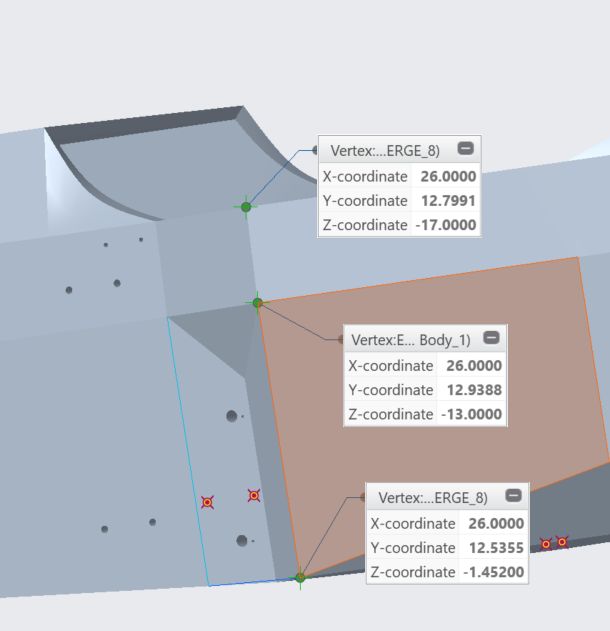 Vertex:...ERGE_8)
X-coordinate 26.0000
Y-coordinate 12.7991
Z-coordinate -17.0000
Vertex:E... Body_1)
X-coordinate 26.0000
Y-coordinate 12.9388
Z-coordinate -13.0000
Vertex:...ERGE_8)
X-coordinate 26.0000
Y-coordinate 12.5355
Z-coordinate -1.45200